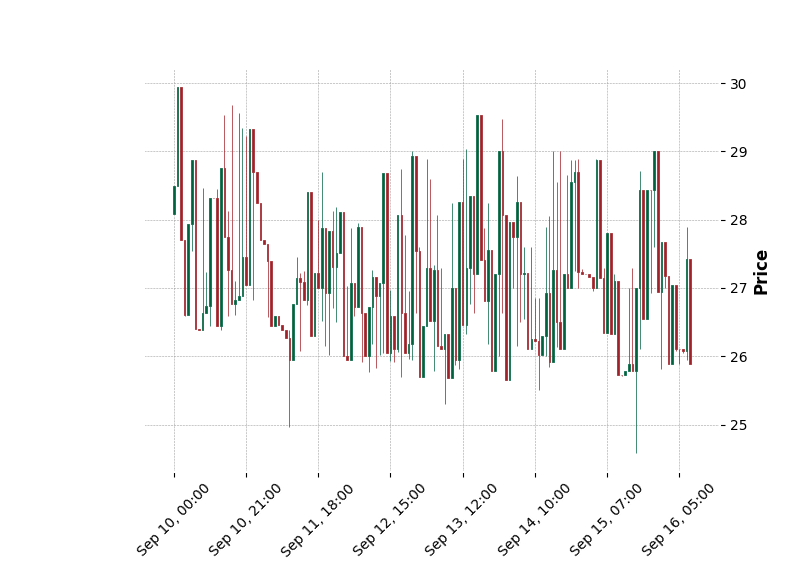 30
29
28
27
26
25
Price
Sep 10, 00:00
Sep 10, 21:00
Sep 11, 18:00
Sep 12, 15:00
Sep 13, 12:00
Sep 14, 10:00
Sep 15, 07:00
Sep 16, 05:00